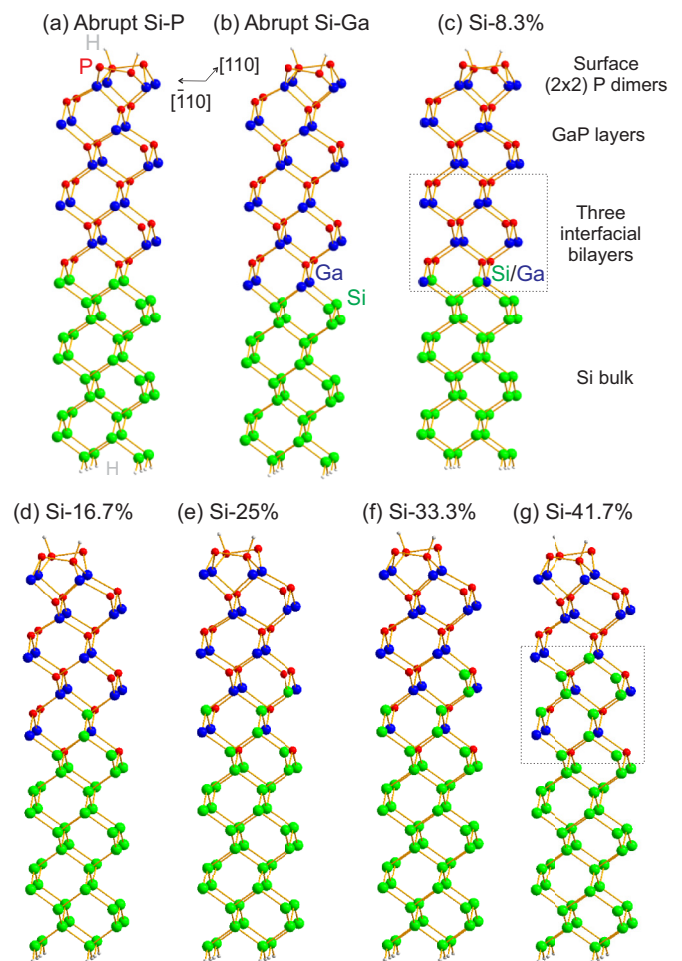 (a) Abrupt Si-P
(b) Abrupt Si-Ga
(c) Si-8.3%
H
P
[110]
[1̄10]
Surface
(2x2) P dimers
GaP layers
Three
interfacial
bilayers
Ga
Si
Si/Ga
Si bulk
H
(d) Si-16.7%
(e) Si-25%
(f) Si-33.3%
(g) Si-41.7%